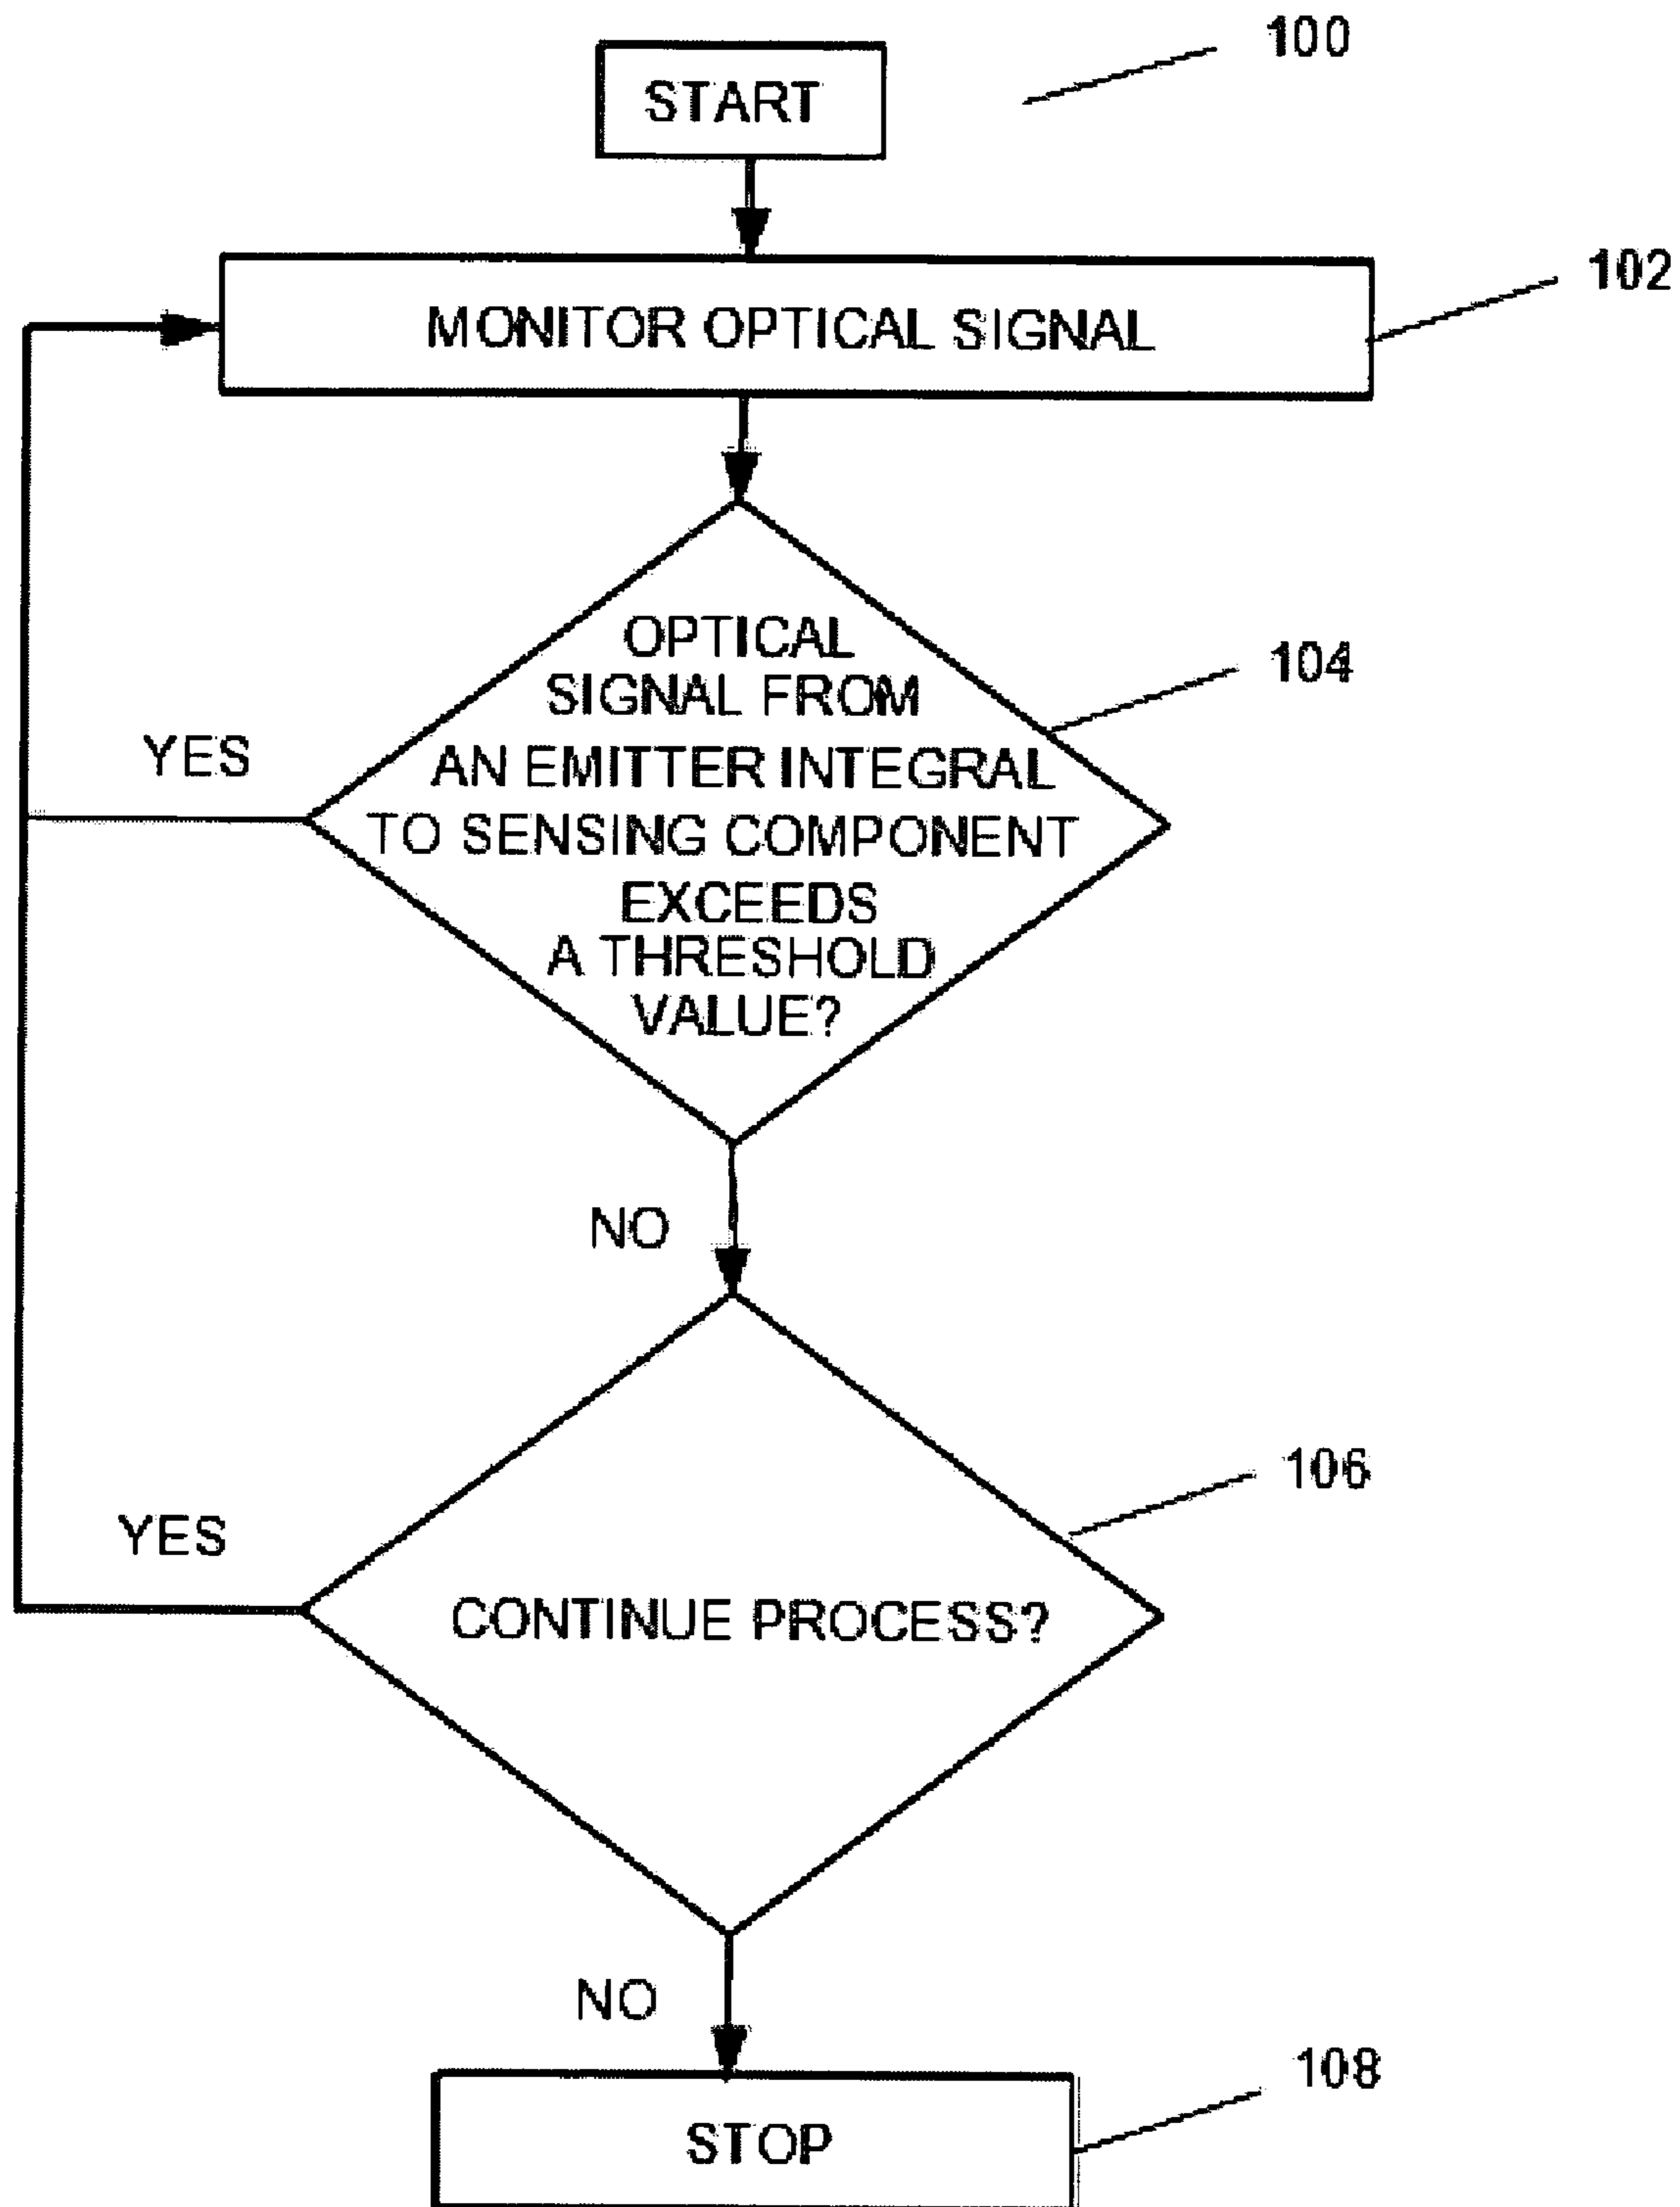 100
START
102
MONITOR OPTICAL SIGNAL
104
OPTICAL
SIGNAL FROM
AN EMITTER INTEGRAL
TO SENSING COMPONENT
EXCEEDS
A THRESHOLD
VALUE?
YES
NO
106
CONTINUE PROCESS?
YES
NO
108
STOP